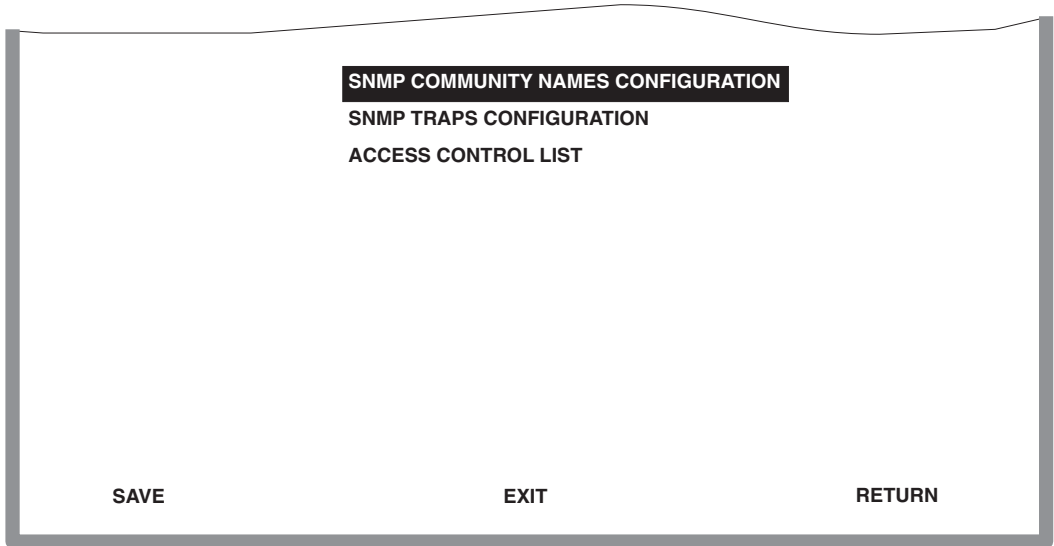 SNMP COMMUNITY NAMES CONFIGURATION
SNMP TRAPS CONFIGURATION
ACCESS CONTROL LIST
SAVE EXIT RETURN